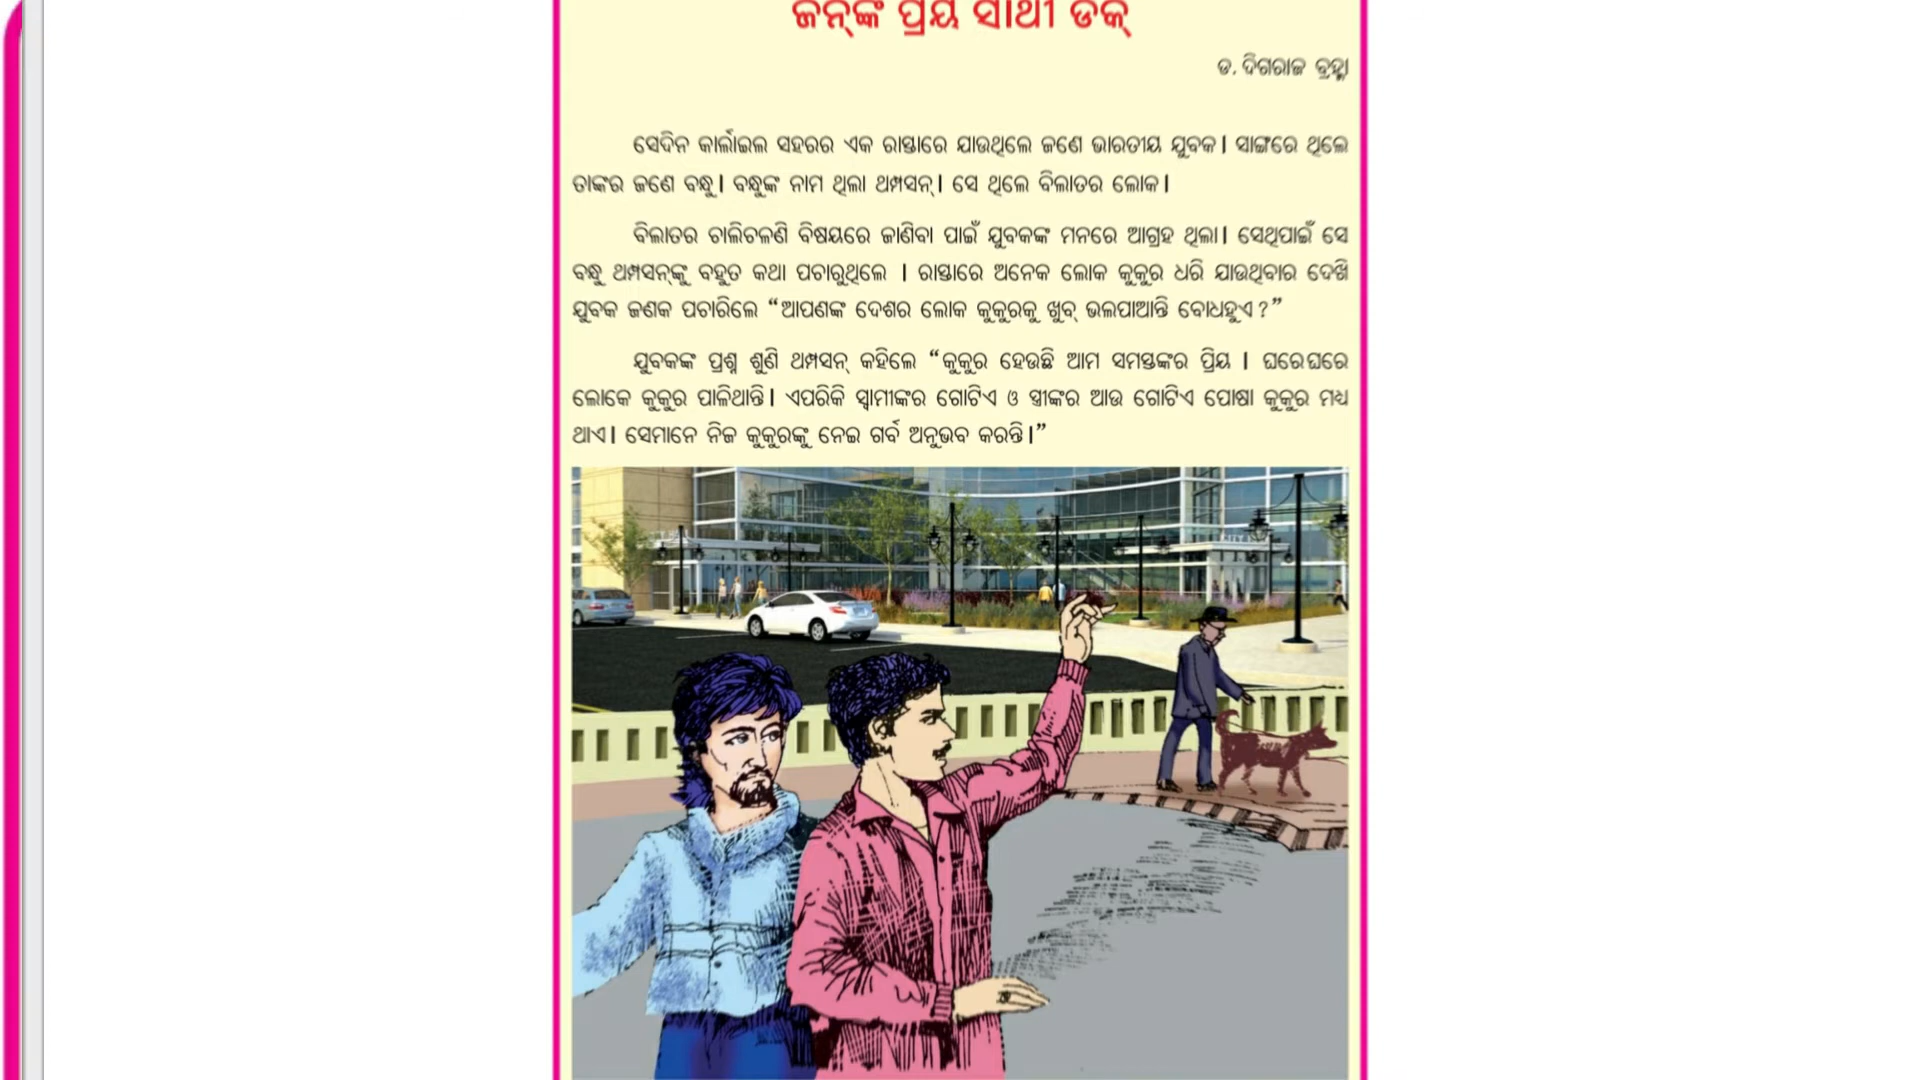 ଜନ୍‌ଙ୍କ ପ୍ରିୟ ସାଥୀ ଡକ୍
ଡ. ଦିଗରାଜ ବ୍ରହ୍ମା
ସେଦିନ କାର୍ଲାଇଲ ସହରର ଏକ ରାସ୍ତାରେ ଯାଉଥିଲେ ଜଣେ ଭାରତୀୟ ଯୁବକ। ସାଙ୍ଗରେ ଥିଲେ
ତାଙ୍କର ଜଣେ ବନ୍ଧୁ। ବନ୍ଧୁଙ୍କ ନାମ ଥିଲା ଥମ୍ପସନ୍। ସେ ଥିଲେ ବିଲାତର ଲୋକ।
ବିଲାତର ଚାଲିଚଳଣି ବିଷୟରେ ଜାଣିବା ପାଇଁ ଯୁବକଙ୍କ ମନରେ ଆଗ୍ରହ ଥିଲା। ସେଥିପାଇଁ ସେ
ବନ୍ଧୁ ଥମ୍ପସନ୍‌ଙ୍କୁ ବହୁତ କଥା ପଚାରୁଥିଲେ । ରାସ୍ତାରେ ଅନେକ ଲୋକ କୁକୁର ଧରି ଯାଉଥିବାର ଦେଖି
ଯୁବକ ଜଣକ ପଚାରିଲେ “ଆପଣଙ୍କ ଦେଶର ଲୋକ କୁକୁରକୁ ଖୁବ୍ ଭଲପାଆନ୍ତି ବୋଧହୁଏ ?”
ଯୁବକଙ୍କ ପ୍ରଶ୍ନ ଶୁଣି ଥମ୍ପସନ୍ କହିଲେ “କୁକୁର ହେଉଛି ଆମ ସମସ୍ତଙ୍କର ପ୍ରିୟ । ଘରେଘରେ
ଲୋକେ କୁକୁର ପାଳିଥାନ୍ତି। ଏପରିକି ସ୍ୱାମୀଙ୍କର ଗୋଟିଏ ଓ ସ୍ତ୍ରୀଙ୍କର ଆଉ ଗୋଟିଏ ପୋଷା କୁକୁର ମଧ୍ୟ
ଥାଏ। ସେମାନେ ନିଜ କୁକୁରଙ୍କୁ ନେଇ ଗର୍ବ ଅନୁଭବ କରନ୍ତି।”